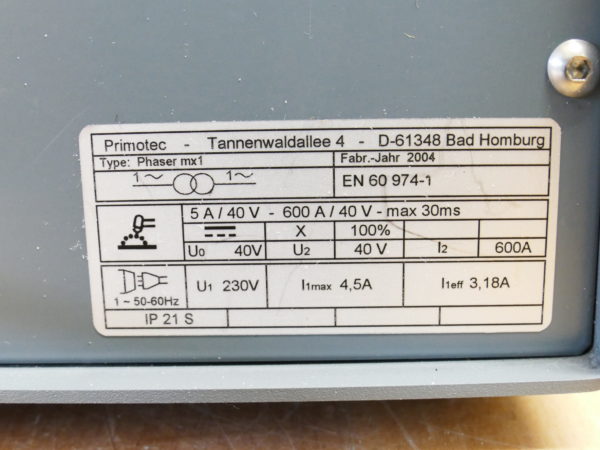 Primotec - Tannenwaldallee 4 - D-61348 Bad Homburg
Type: Phaser mx1 Fabr.-Jahr 2004
1 ~ 1 ~ EN 60 974-1
5 A / 40 V - 600 A / 40 V - max 30ms
X 100%
U0 40V U2 40 V I2 600A
1 ~ 50-60Hz U1 230V I1max 4,5A I1eff 3,18A
IP 21 S